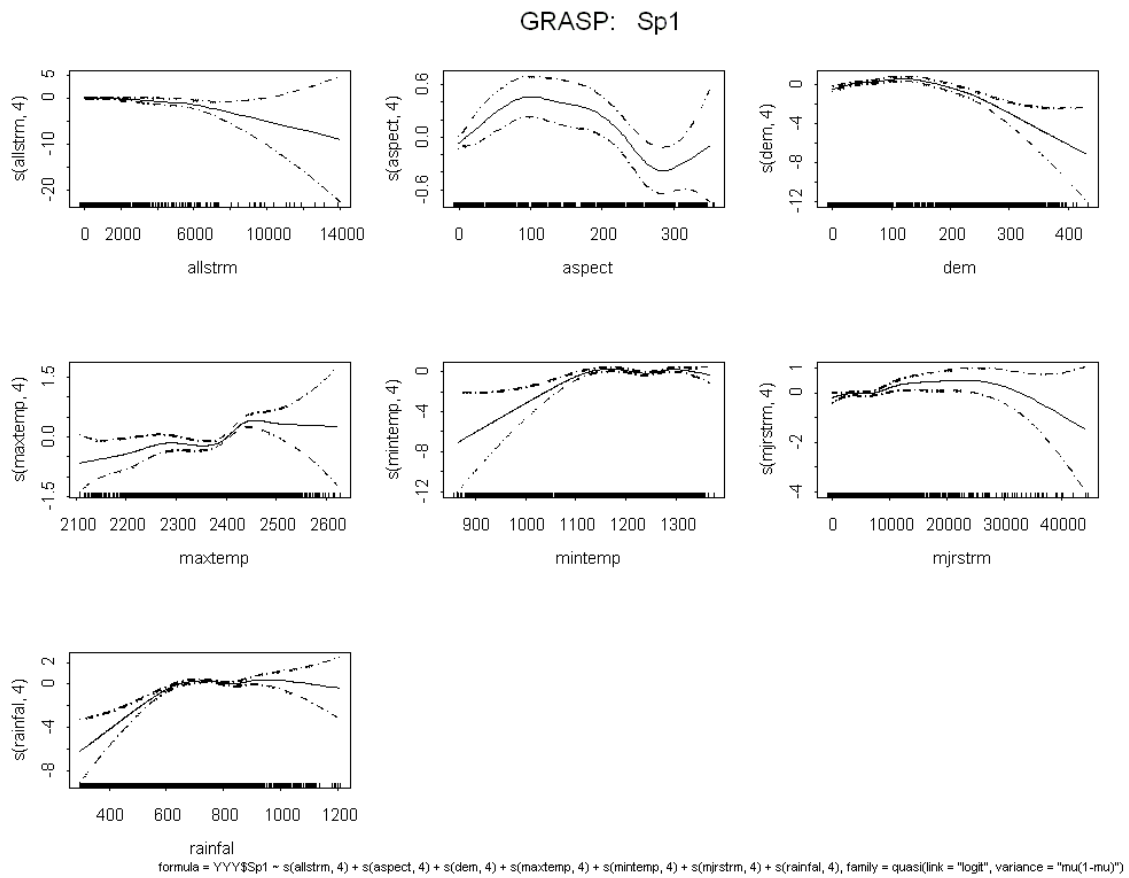 GRASP: Sp1
s(allstrm, 4)
5
0
-10
-20
0 2000 6000 10000 14000
allstrm
s(aspect, 4)
0.6
0.0
-0.6
0 100 200 300
aspect
s(dem, 4)
0
-4
-8
-12
0 100 200 300 400
dem
s(maxtemp, 4)
1.5
0.0
-1.5
2100 2200 2300 2400 2500 2600
maxtemp
s(mintemp, 4)
0
-4
-8
-12
900 1000 1100 1200 1300
mintemp
s(mjrstrm, 4)
1
0
-2
-4
0 10000 20000 30000 40000
mjrstrm
s(rainfal, 4)
2
0
-4
-8
400 600 800 1000 1200
rainfal
formula = YYY$Sp1 ~ s(allstrm, 4) + s(aspect, 4) + s(dem, 4) + s(maxtemp, 4) + s(mintemp, 4) + s(mjrstrm, 4) + s(rainfal, 4), family = quasi(link = "logit", variance = "mu(1-mu)")